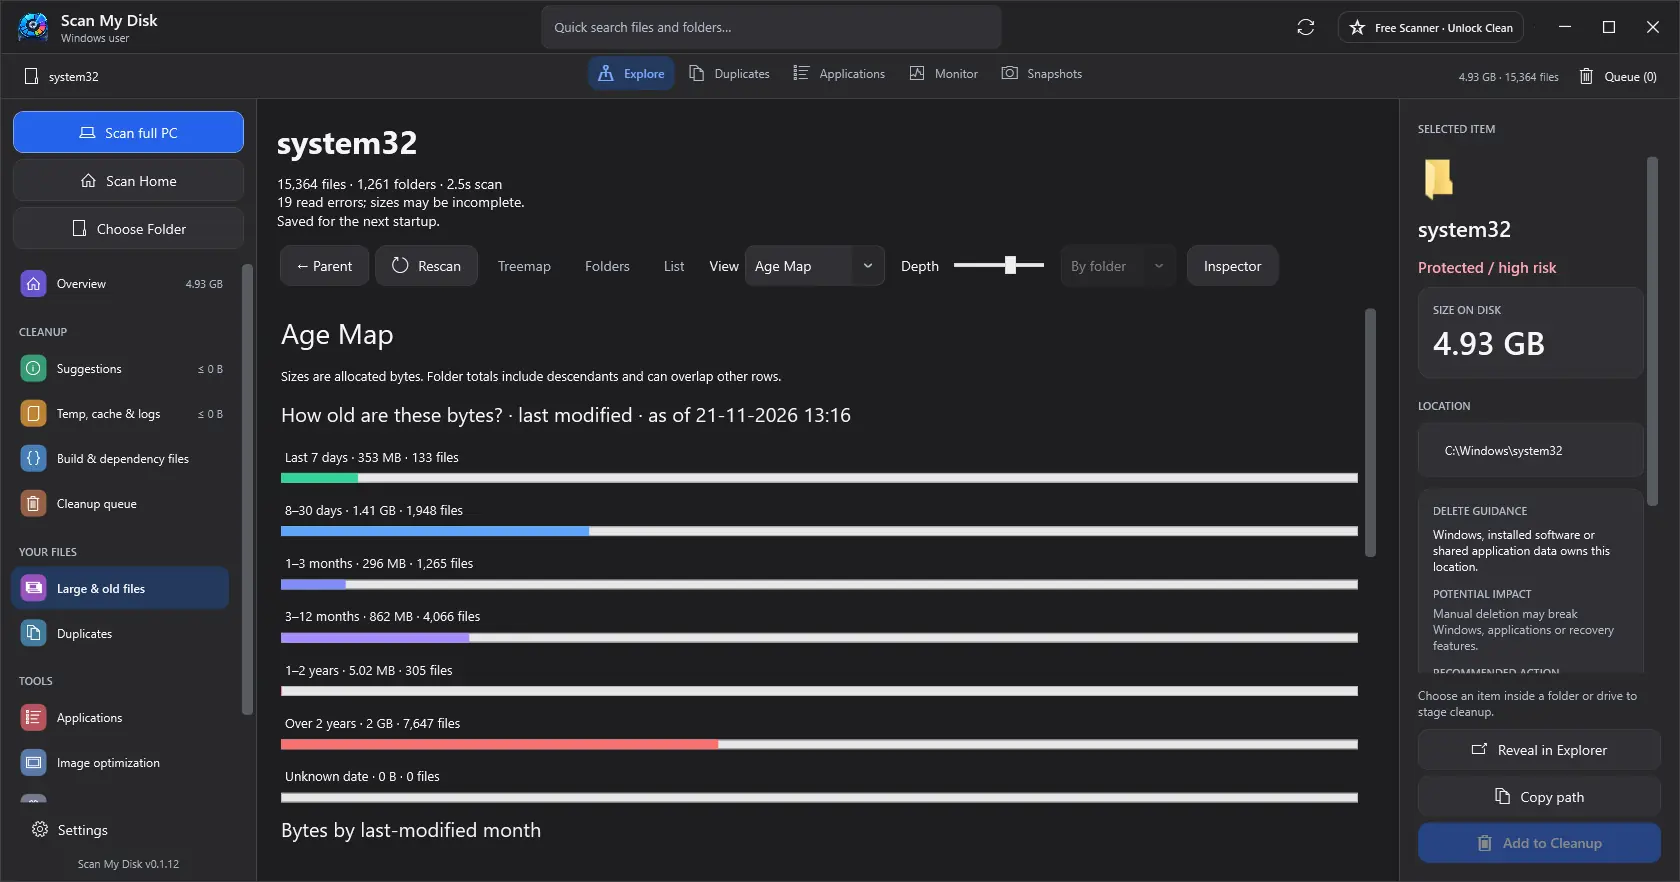 Scan My Disk
Windows user
Quick search files and folders...
Free Scanner · Unlock Clean
system32
Explore
Duplicates
Applications
Monitor
Snapshots
4.93 GB · 15,364 files
Queue (0)
Scan full PC
Scan Home
Choose Folder
Overview
4.93 GB
CLEANUP
Suggestions
≤ 0 B
Temp, cache & logs
≤ 0 B
Build & dependency files
Cleanup queue
YOUR FILES
Large & old files
Duplicates
TOOLS
Applications
Image optimization
Settings
Scan My Disk v0.1.12
system32
15,364 files · 1,261 folders · 2.5s scan
19 read errors; sizes may be incomplete.
Saved for the next startup.
← Parent
Rescan
Treemap
Folders
List
View
Age Map
Depth
By folder
Inspector
Age Map
Sizes are allocated bytes. Folder totals include descendants and can overlap other rows.
How old are these bytes? · last modified · as of 21-11-2026 13:16
Last 7 days · 353 MB · 133 files
8–30 days · 1.41 GB · 1,948 files
1–3 months · 296 MB · 1,265 files
3–12 months · 862 MB · 4,066 files
1–2 years · 5.02 MB · 305 files
Over 2 years · 2 GB · 7,647 files
Unknown date · 0 B · 0 files
Bytes by last-modified month
SELECTED ITEM
system32
Protected / high risk
SIZE ON DISK
4.93 GB
LOCATION
C:\Windows\system32
DELETE GUIDANCE
Windows, installed software or
shared application data owns this
location.
POTENTIAL IMPACT
Manual deletion may break
Windows, applications or recovery
features.
RECOMMENDED ACTION
Choose an item inside a folder or drive to
stage cleanup.
Reveal in Explorer
Copy path
Add to Cleanup